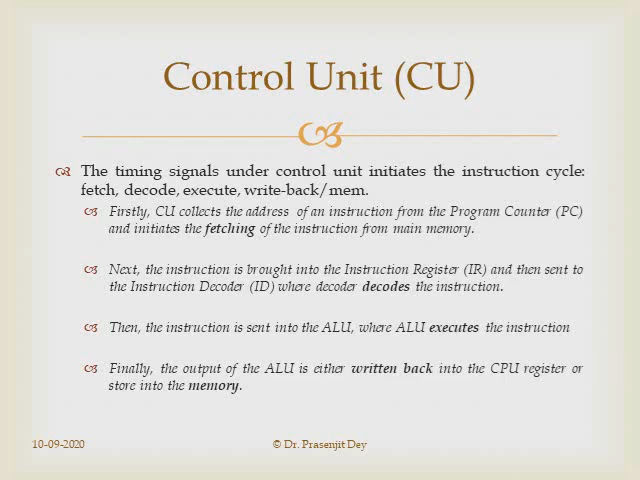 Control Unit (CU)
The timing signals under control unit initiates the instruction cycle:
fetch, decode, execute, write-back/mem.
Firstly, CU collects the address of an instruction from the Program Counter (PC)
and initiates the fetching of the instruction from main memory.
Next, the instruction is brought into the Instruction Register (IR) and then sent to
the Instruction Decoder (ID) where decoder decodes the instruction.
Then, the instruction is sent into the ALU, where ALU executes the instruction
Finally, the output of the ALU is either written back into the CPU register or
store into the memory.
10-09-2020
© Dr. Prasenjit Dey